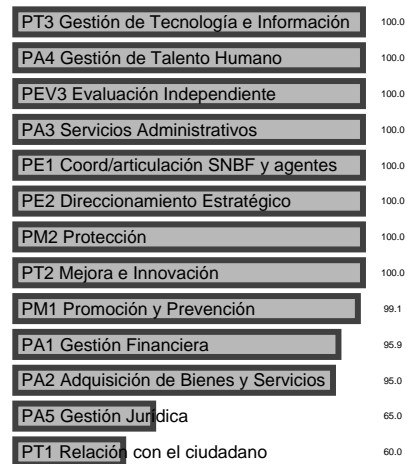 PT3 Gestión de Tecnología e Información 100.0
PA4 Gestión de Talento Humano 100.0
PEV3 Evaluación Independiente 100.0
PA3 Servicios Administrativos 100.0
PE1 Coord/articulación SNBF y agentes 100.0
PE2 Direccionamiento Estratégico 100.0
PM2 Protección 100.0
PT2 Mejora e Innovación 100.0
PM1 Promoción y Prevención 99.1
PA1 Gestión Financiera 95.9
PA2 Adquisición de Bienes y Servicios 95.0
PA5 Gestión Jurídica 65.0
PT1 Relación con el ciudadano 60.0